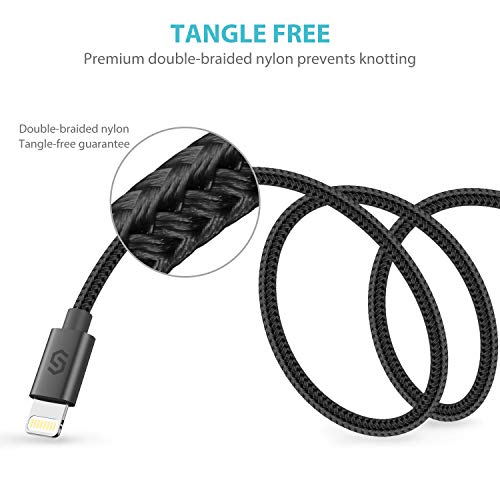 TANGLE FREE
Premium double-braided nylon prevents knotting
Double-braided nylon
Tangle-free guarantee